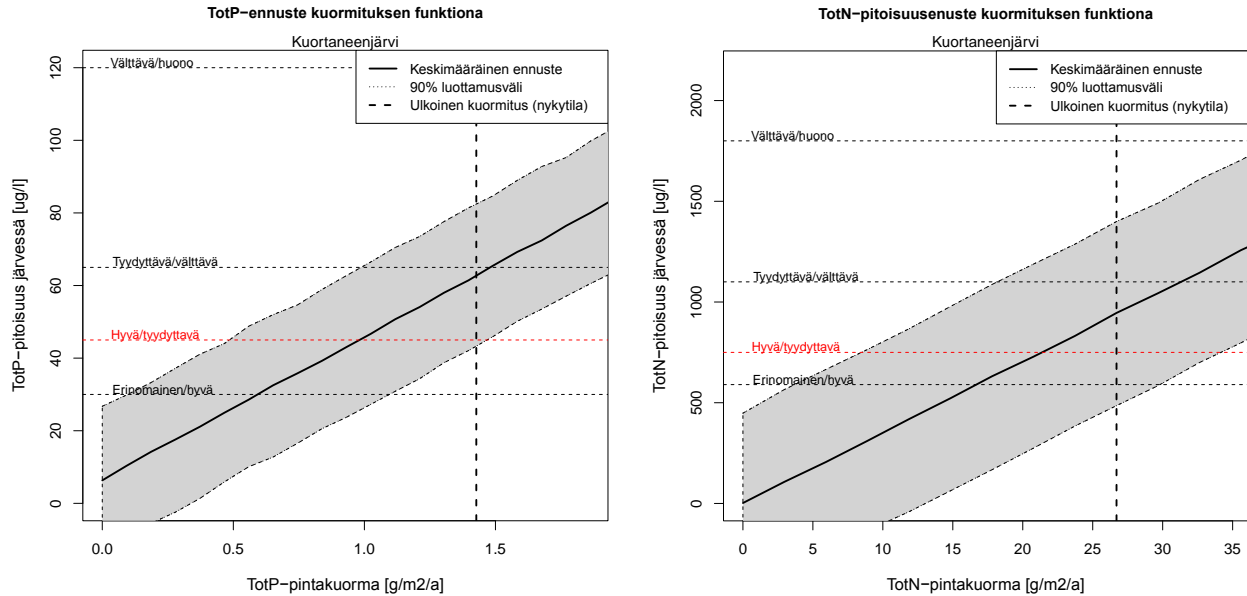 TotP−ennuste kuormituksen funktiona
Kuortaneenjärvi
Keskimääräinen ennuste
90% luottamusväli
Ulkoinen kuormitus (nykytila)
Välttävä/huono
Tyydyttävä/välttävä
Hyvä/tyydyttavä
Erinomainen/hyvä
TotP−pitoisuus järvessä [ug/l]
0
20
40
60
80
100
120
0.0
0.5
1.0
1.5
TotP−pintakuorma [g/m2/a]
TotN−pitoisuusenuste kuormituksen funktiona
Kuortaneenjärvi
Keskimääräinen ennuste
90% luottamusväli
Ulkoinen kuormitus (nykytila)
Välttävä/huono
Tyydyttävä/välttävä
Hyvä/tyydyttavä
Erinomainen/hyvä
TotN−pitoisuus järvessä [ug/l]
0
500
1000
1500
2000
0
5
10
15
20
25
30
35
TotN−pintakuorma [g/m2/a]